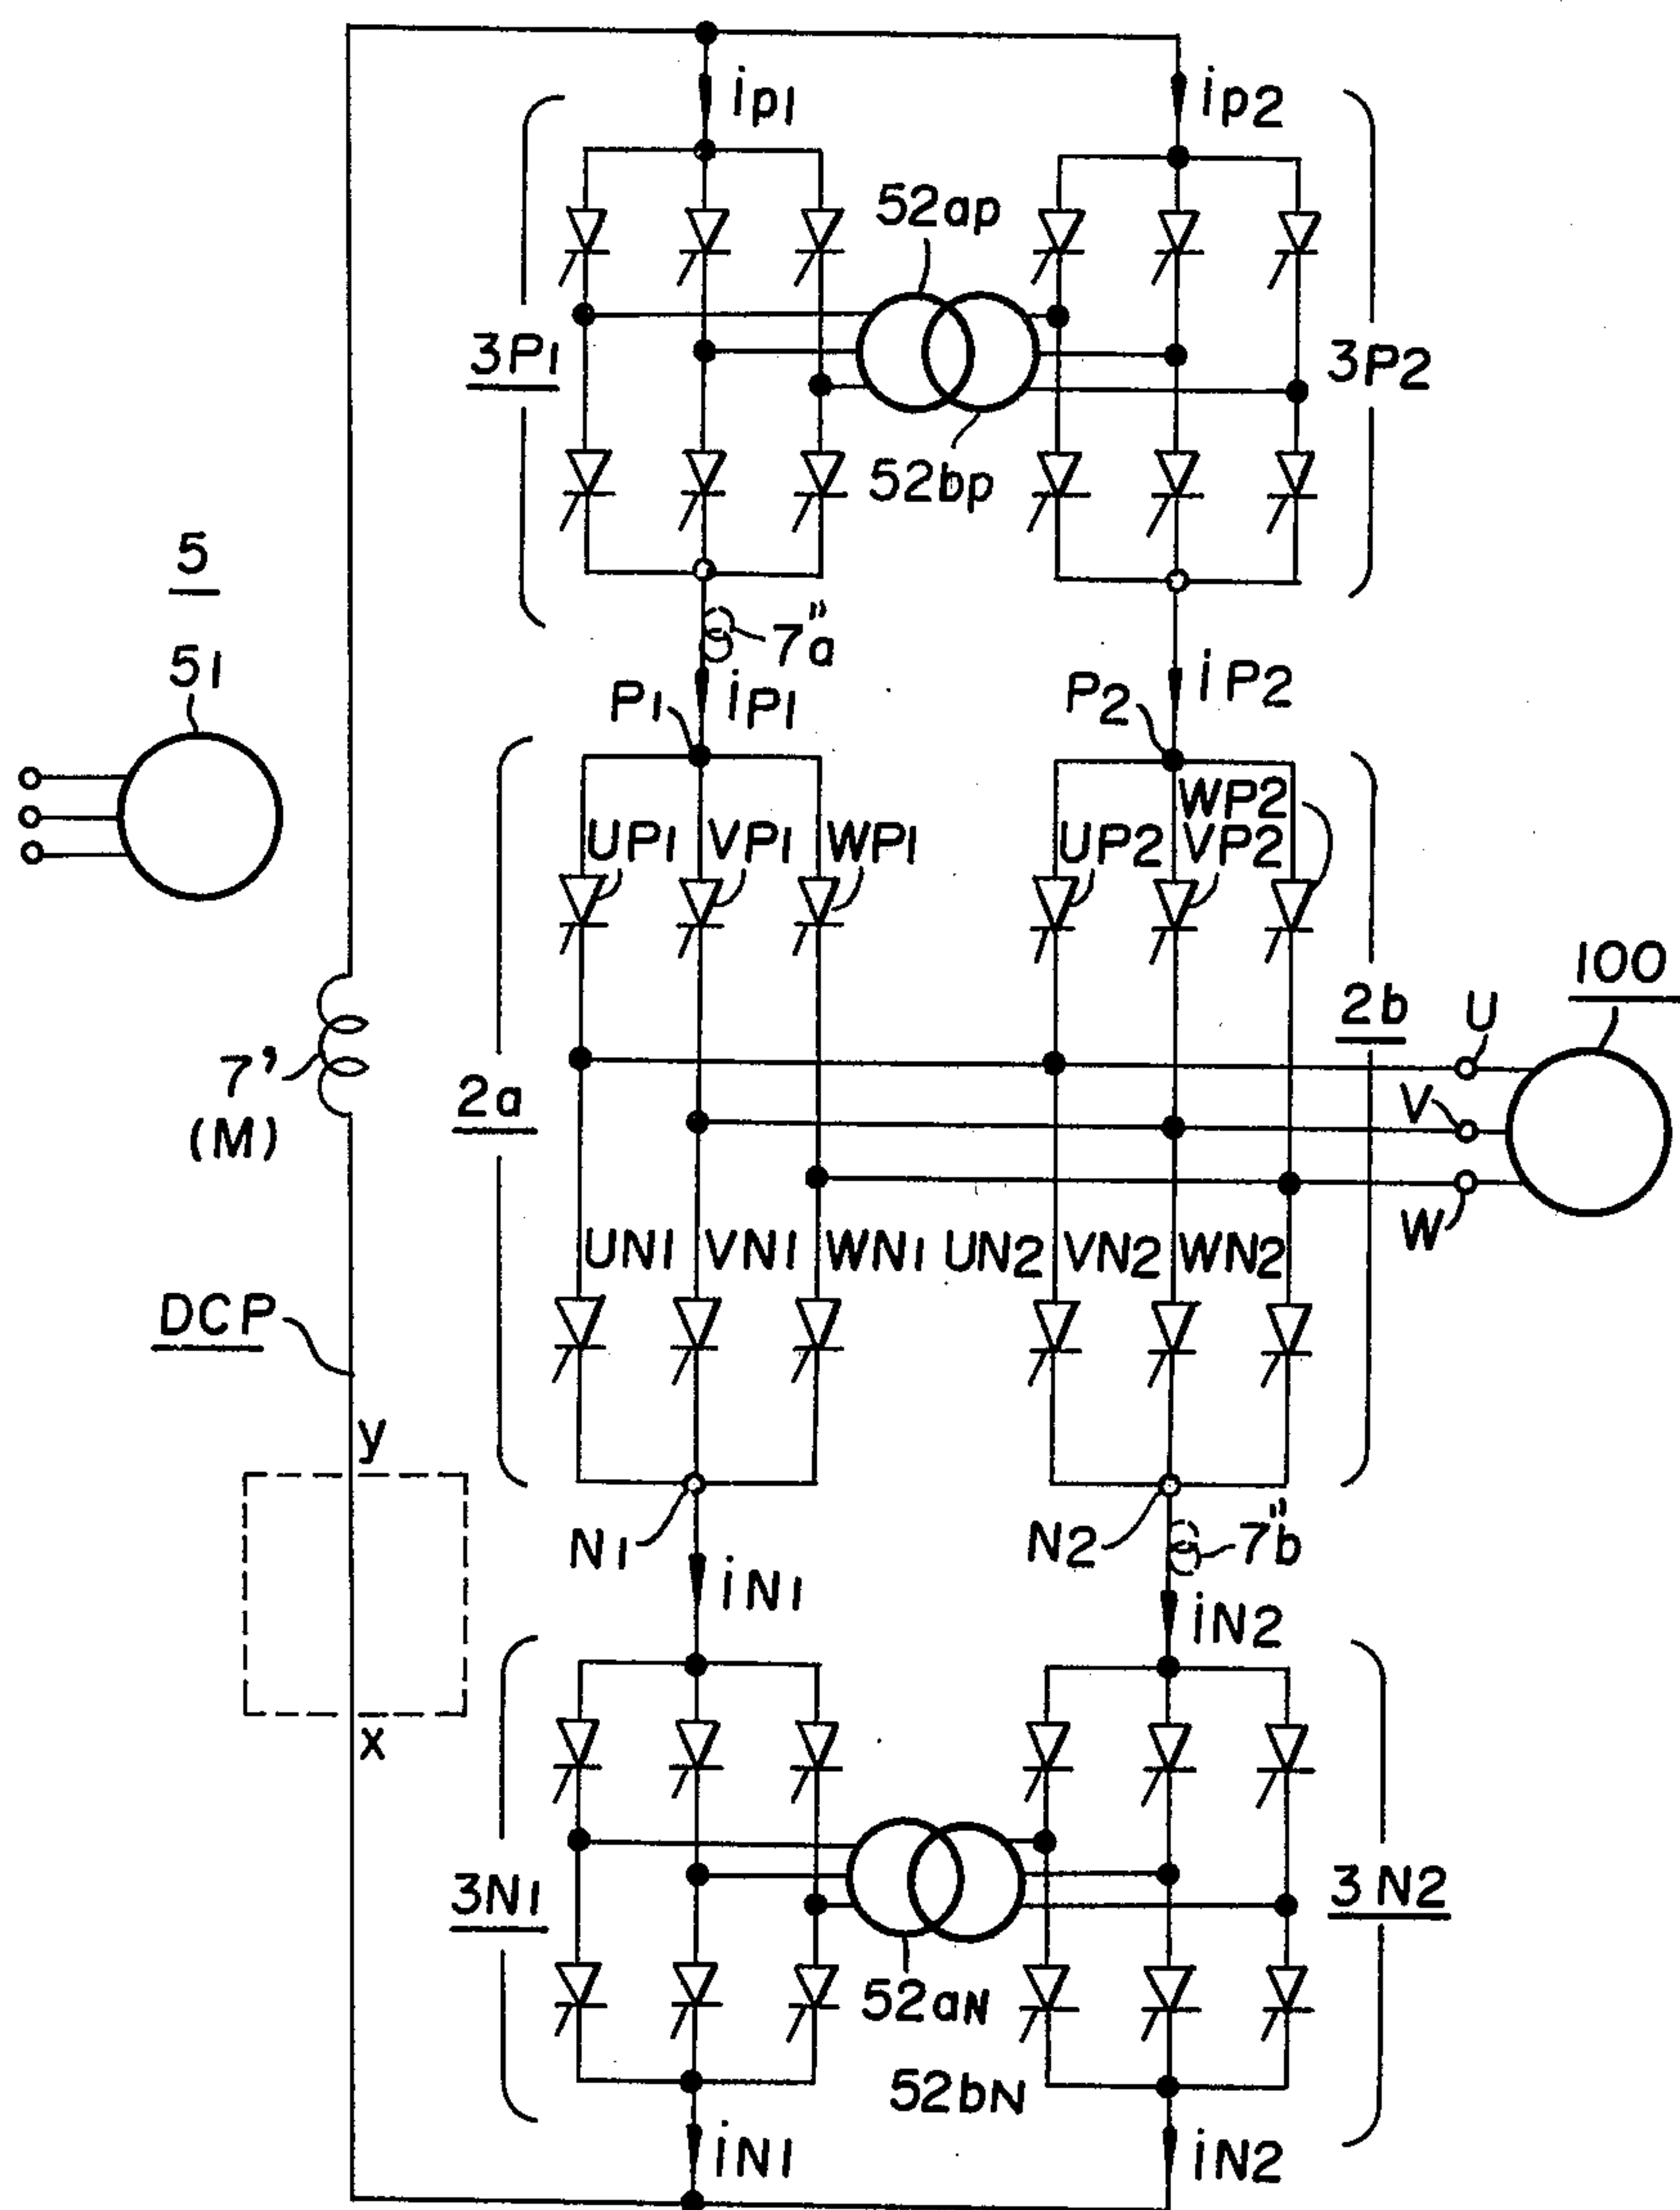 ip1 ip2
52ap
3P1 3P2
52bp
5
7"a
51
iP1 iP2
P1 P2
WP2
UP1 VP1 WP1 UP2 VP2
100
2b U
7'
2a V
(M)
W
UN1 VN1 WN1 UN2 VN2 WN2
DCP
y
N1 N2 7"b
iN1
iN2
x
3N1 3N2
52aN
52bN
iN1 iN2